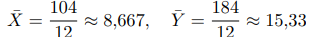 X̄ = 104/12 ≈ 8,667, Ȳ = 184/12 ≈ 15,33